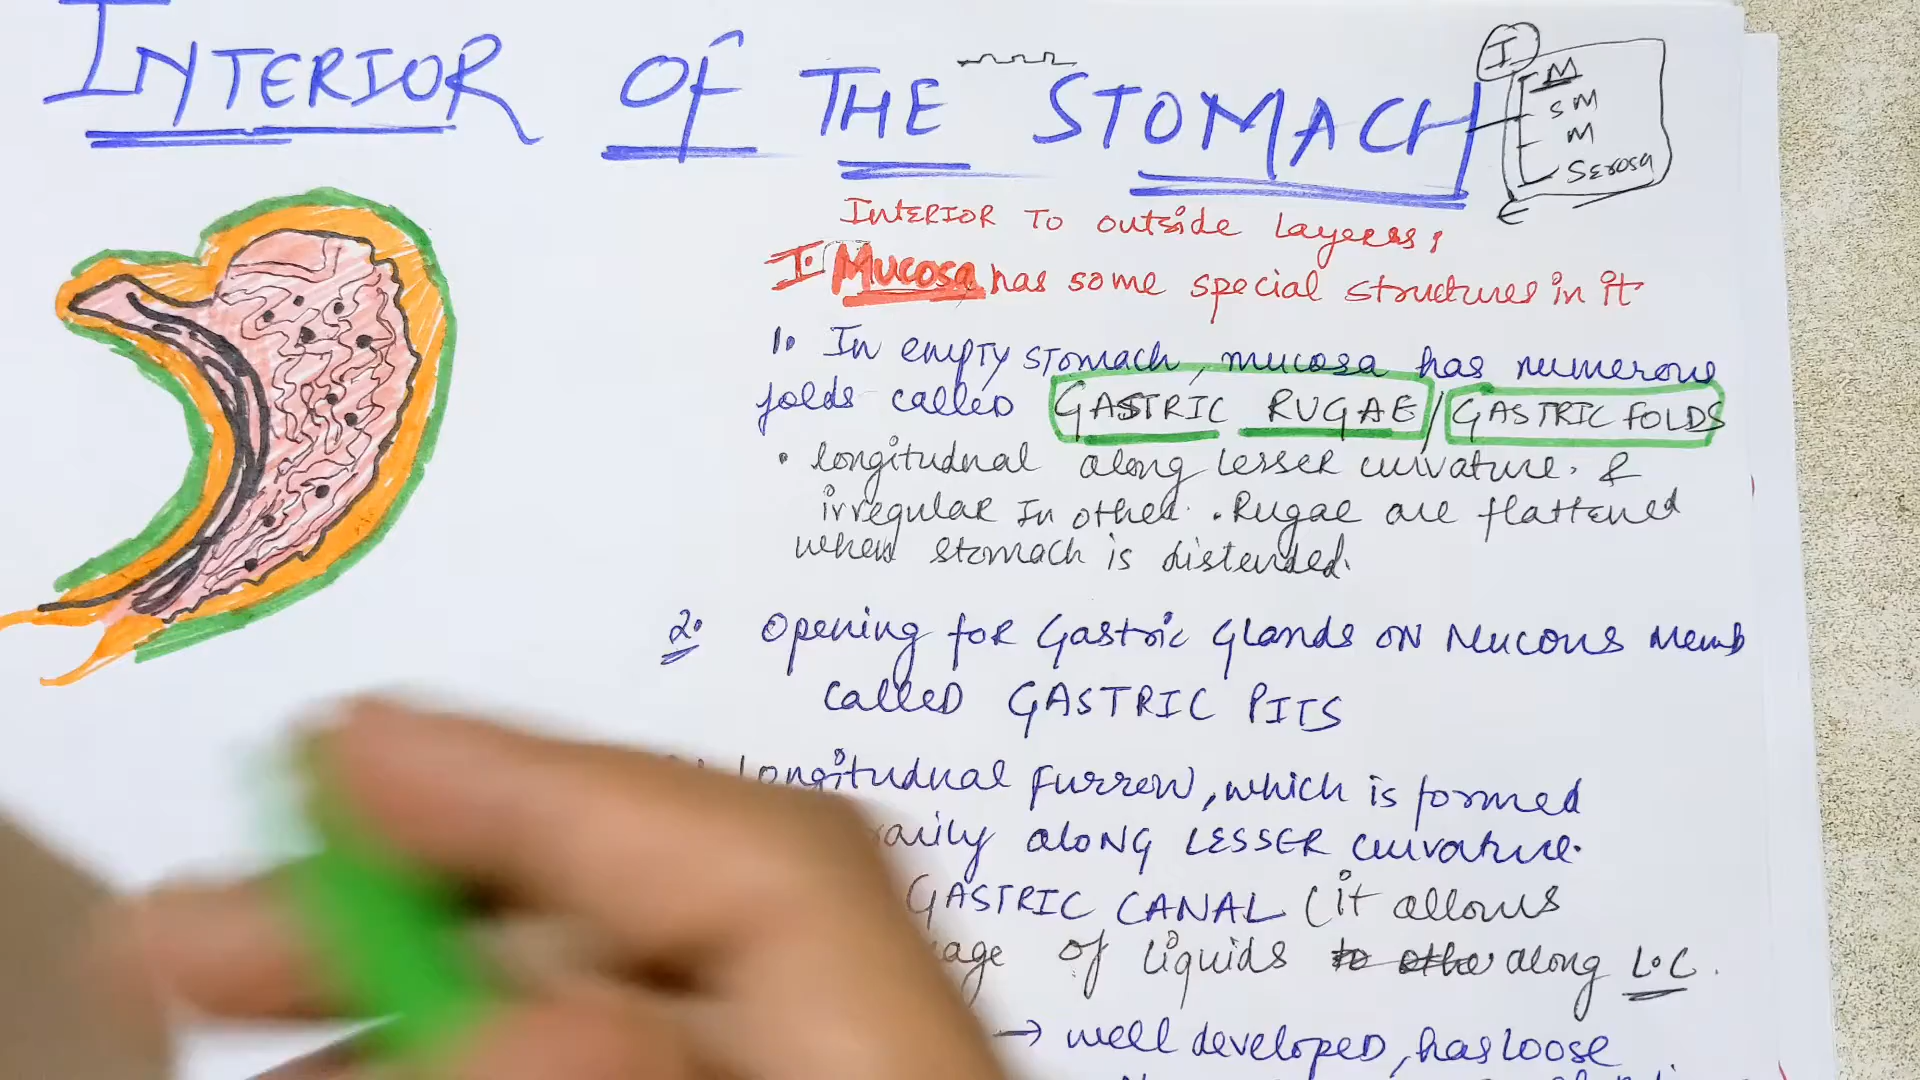 INTERIOR OF THE STOMACH
I
M
SM
M
SEROSA
E
INTERIOR TO outside Layers;
I. Mucosa has some special structures in it
1. In empty stomach, mucosa has numerous
folds called GASTRIC RUGAE / GASTRIC FOLDS
• longitudnal along lesser curvature. &
irregular In other. . Rugae are flattened
when stomach is distended.
2. Opening for Gastric Glands on Mucous Memb
called GASTRIC PITS
Longitudnal Furrow, which is formed
along LESSER curvature.
GASTRIC CANAL (it allows
of liquids along L.C.
→ well developed, has loose